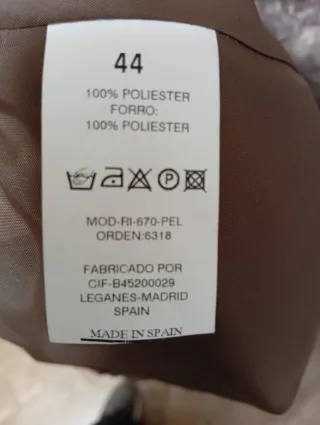 44
100% POLIESTER
FORRO:
100% POLIESTER
P
MOD-RI-670-PEL
ORDEN:6318
FABRICADO POR
CIF-B45200029
LEGANES-MADRID
SPAIN
MADE IN SPAIN